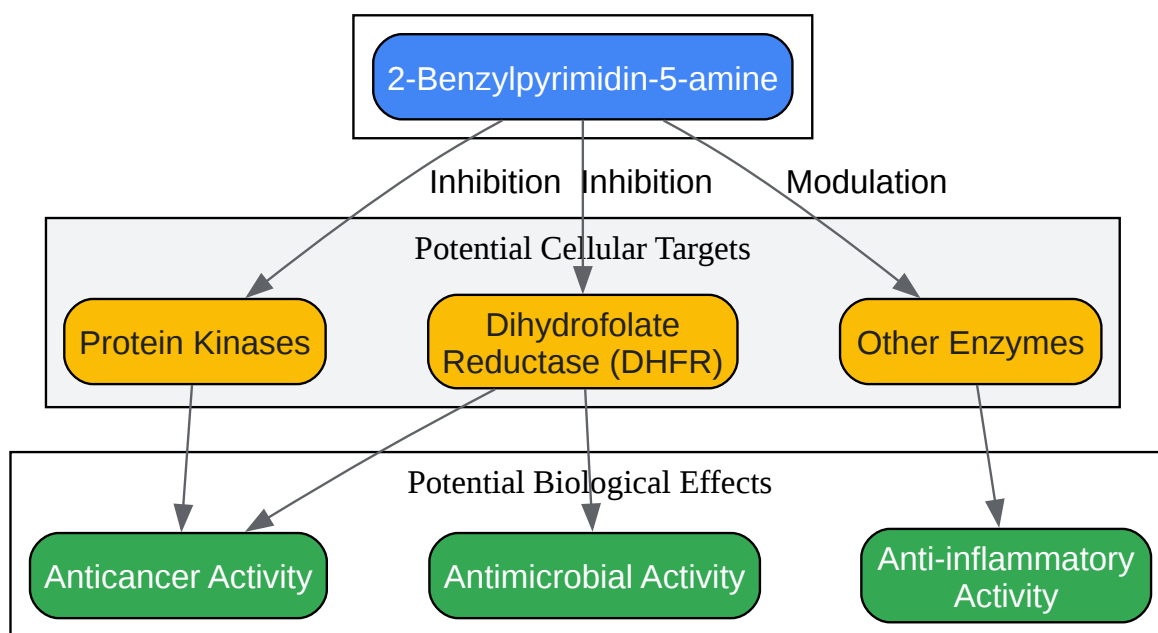 2-Benzylpyrimidin-5-amine
Inhibition
Inhibition
Modulation
Potential Cellular Targets
Protein Kinases
Dihydrofolate
Reductase (DHFR)
Other Enzymes
Potential Biological Effects
Anticancer Activity
Antimicrobial Activity
Anti-inflammatory
Activity